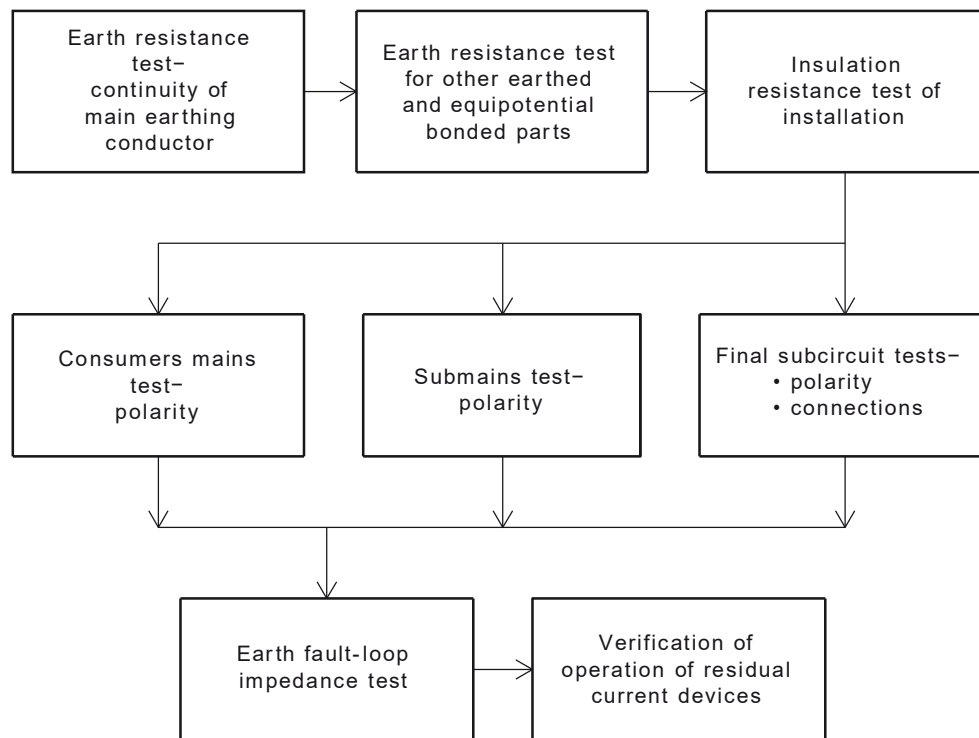 Earth resistance
test–
continuity of
main earthing
conductor
Earth resistance test
for other earthed
and equipotential
bonded parts
Insulation
resistance test of
installation
Consumers mains
test–
polarity
Submains test–
polarity
Final subcircuit tests–
• polarity
• connections
Earth fault-loop
impedance test
Verification of
operation of residual
current devices